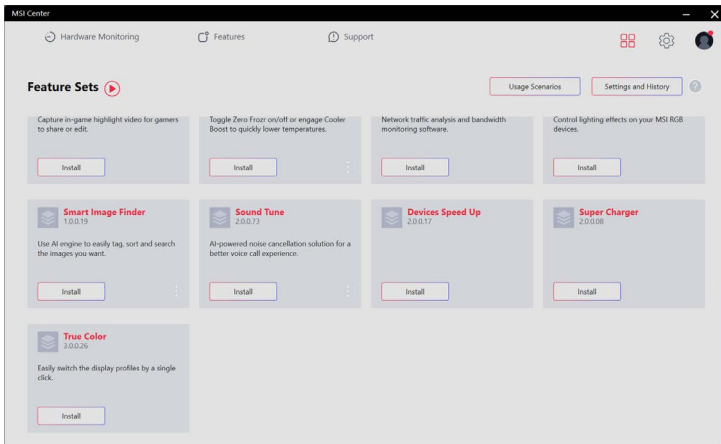 MSI Center
Hardware Monitoring
Features
Support
Feature Sets
Usage Scenarios
Settings and History
?
Capture in-game highlight video for gamers
to share or edit.
Install
Toggle Zero Frozr on/off or engage Cooler
Boost to quickly lower temperatures.
Install
Network traffic analysis and bandwidth
monitoring software.
Install
Control lighting effects on your MSI RGB
devices.
Install
Smart Image Finder
1.0.0.19
Use AI engine to easily tag, sort and search
the images you want.
Install
Sound Tune
2.0.0.73
AI-powered noise cancellation solution for a
better voice call experience.
Install
Devices Speed Up
2.0.0.17
Install
Super Charger
2.0.0.08
Install
True Color
3.0.0.26
Easily switch the display profiles by a single
click.
Install